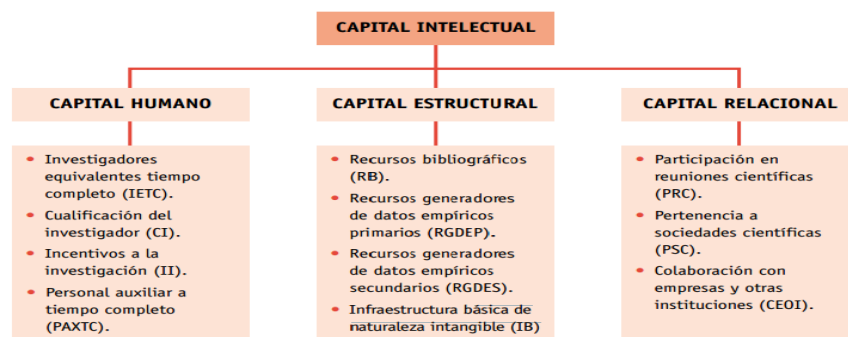 CAPITAL INTELECTUAL
CAPITAL HUMANO
CAPITAL ESTRUCTURAL
CAPITAL RELACIONAL
• Investigadores
equivalentes tiempo
completo (IETC).
• Cualificación del
investigador (CI).
• Incentivos a la
investigación (II).
• Personal auxiliar a
tiempo completo
(PAXTC).
• Recursos bibliográficos
(RB).
• Recursos generadores
de datos empíricos
primarios (RGDEP).
• Recursos generadores
de datos empíricos
secundarios (RGDES).
• Infraestructura básica de
naturaleza intangible (IB)
• Participación en
reuniones científicas
(PRC).
• Pertenencia a
sociedades científicas
(PSC).
• Colaboración con
empresas y otras
instituciones (CEOI).